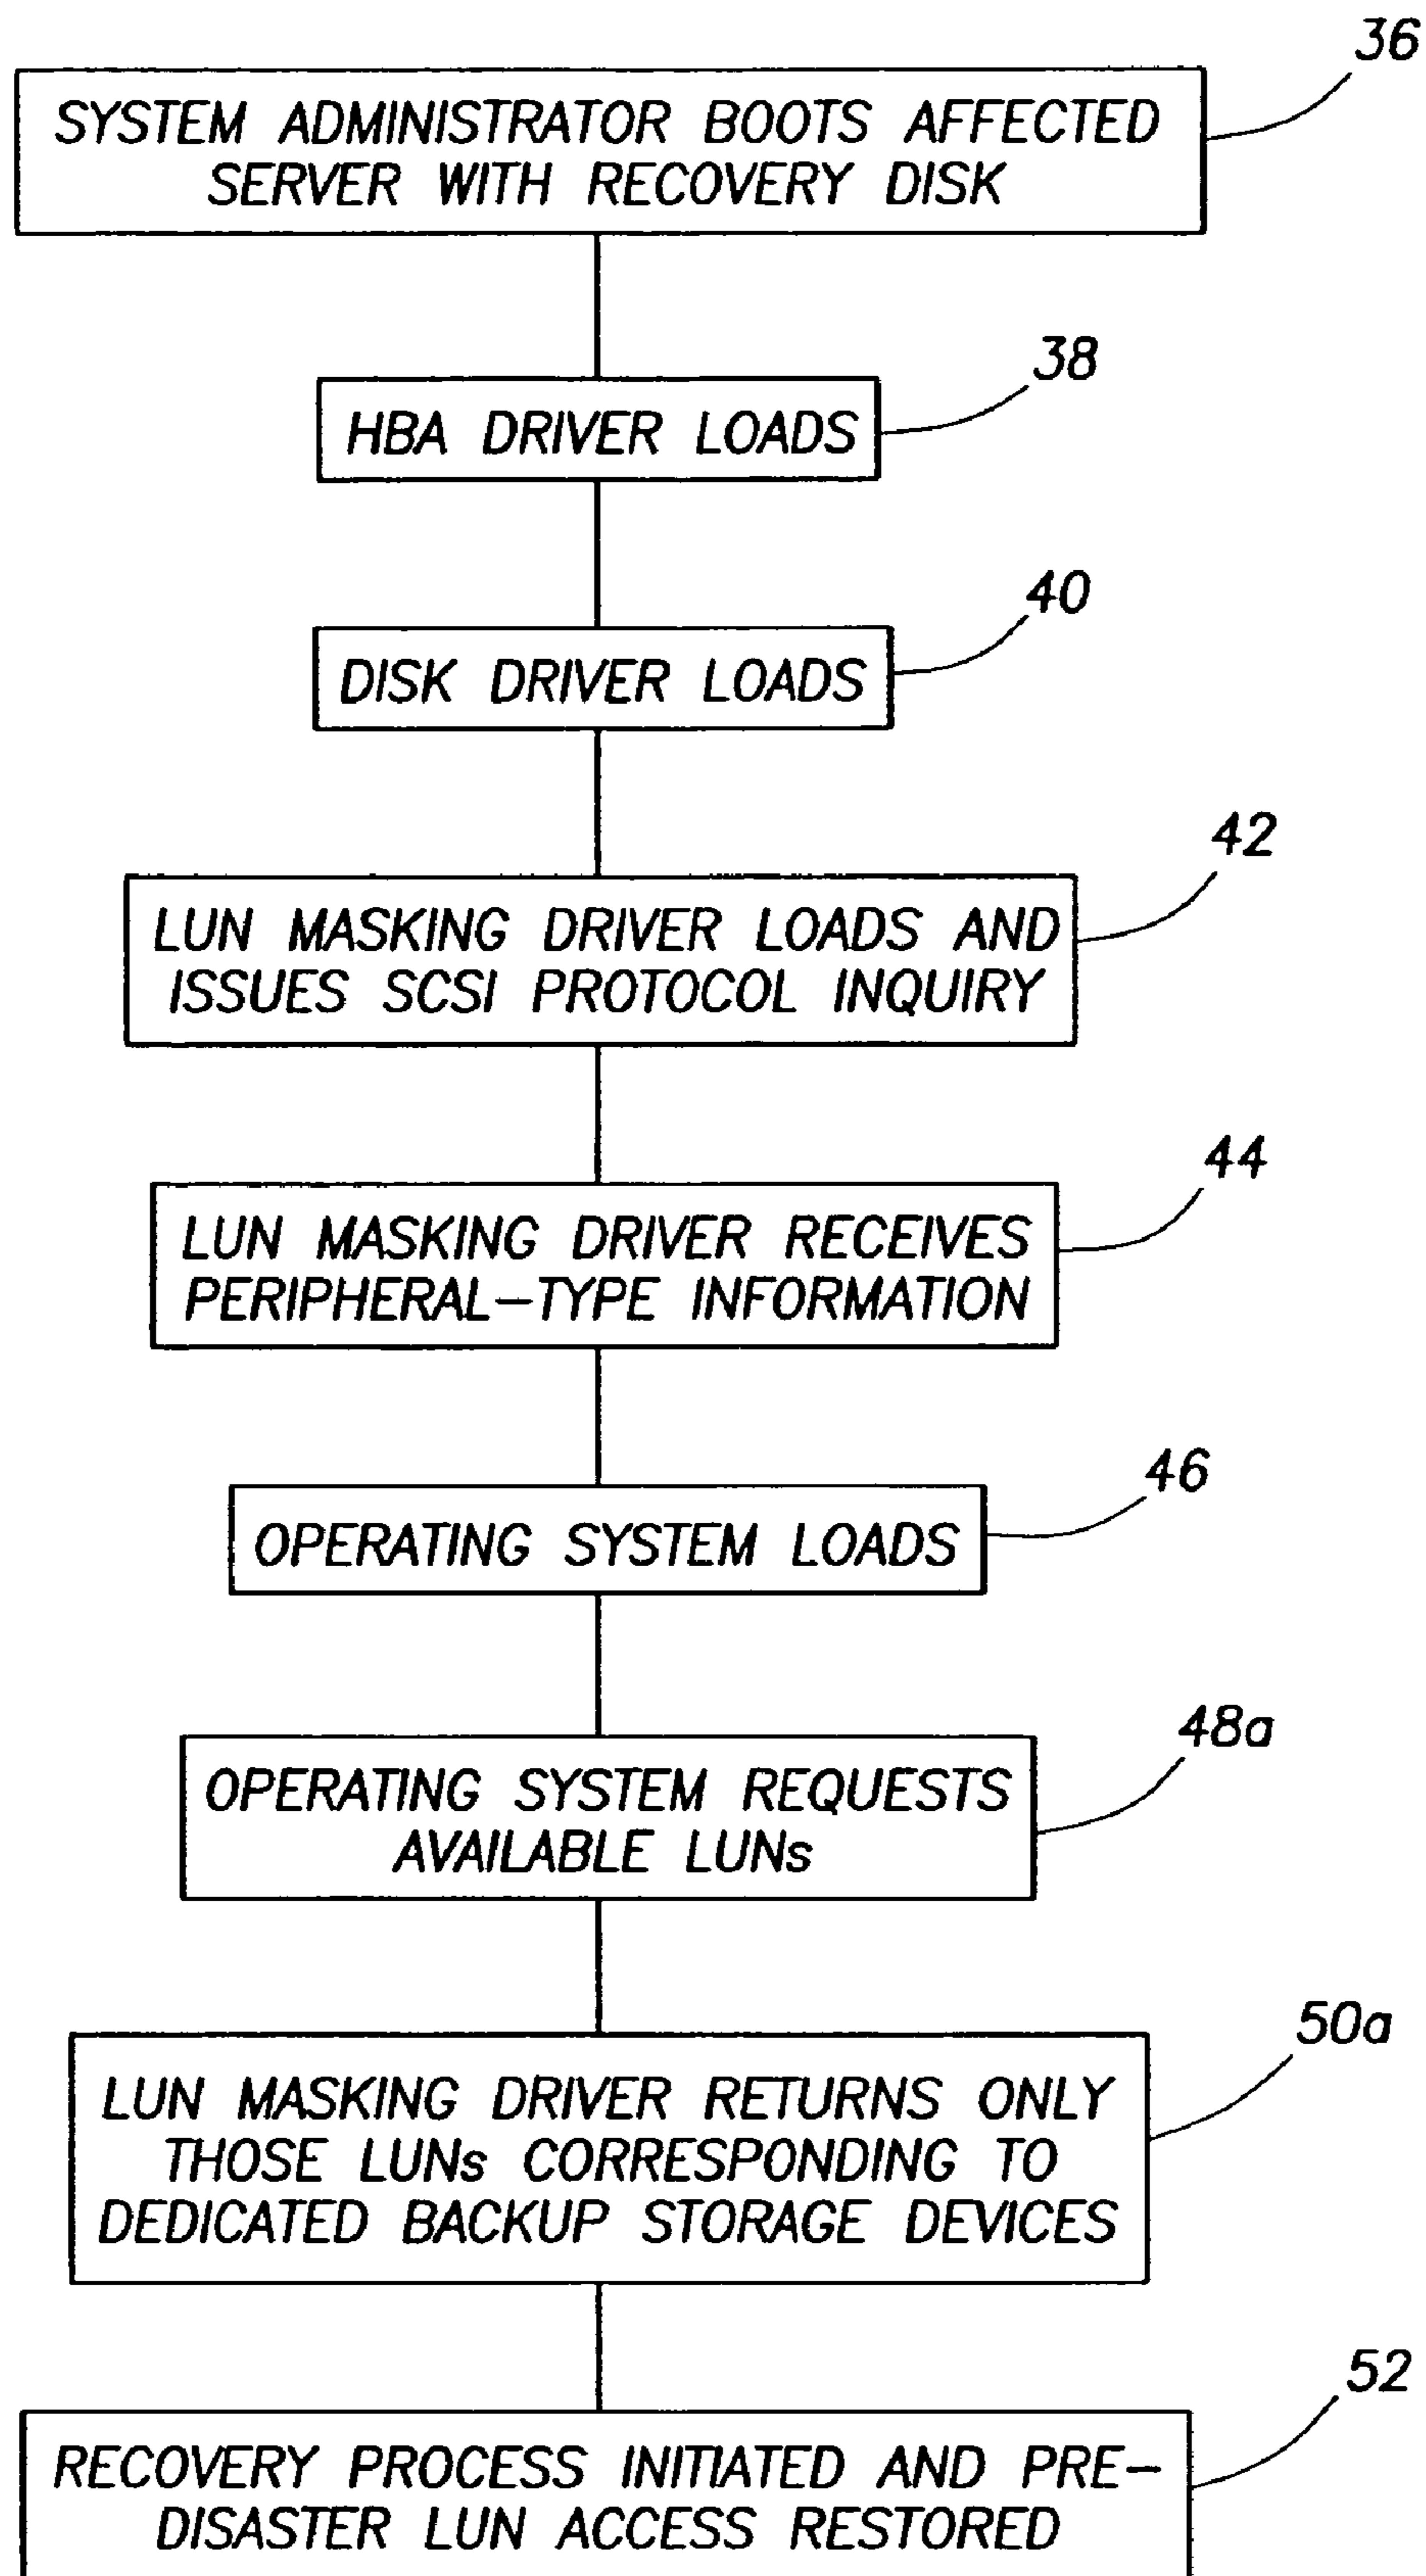 36
SYSTEM ADMINISTRATOR BOOTS AFFECTED
SERVER WITH RECOVERY DISK
38
HBA DRIVER LOADS
40
DISK DRIVER LOADS
42
LUN MASKING DRIVER LOADS AND
ISSUES SCSI PROTOCOL INQUIRY
44
LUN MASKING DRIVER RECEIVES
PERIPHERAL-TYPE INFORMATION
46
OPERATING SYSTEM LOADS
48a
OPERATING SYSTEM REQUESTS
AVAILABLE LUNs
50a
LUN MASKING DRIVER RETURNS ONLY
THOSE LUNs CORRESPONDING TO
DEDICATED BACKUP STORAGE DEVICES
52
RECOVERY PROCESS INITIATED AND PRE-
DISASTER LUN ACCESS RESTORED